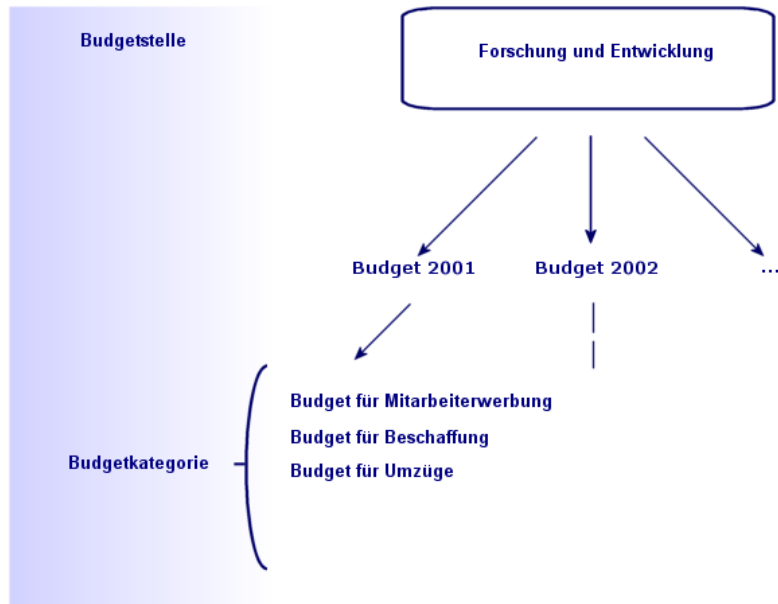 Budgetstelle
Forschung und Entwicklung
Budget 2001
Budget 2002
...
Budget für Mitarbeiterwerbung
Budget für Beschaffung
Budgetkategorie
Budget für Umzüge